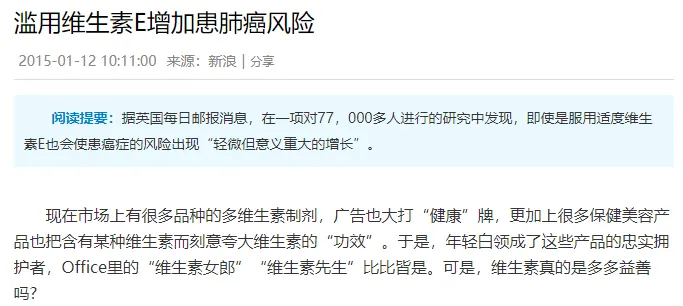 滥用维生素E增加患肺癌风险
2015-01-12 10:11:00 来源：新浪 | 分享
阅读提要：据英国每日邮报消息，在一项对77，000多人进行的研究中发现，即使是服用适度维生
素E也会使患癌症的风险出现“轻微但意义重大的增长”。
现在市场上有很多品种的多维生素制剂，广告也大打“健康”牌，更加上很多保健美容产
品也把含有某种维生素而刻意夸大维生素的“功效”。于是，年轻白领成了这些产品的忠实拥
护者，Office里的“维生素女郎”“维生素先生”比比皆是。可是，维生素真的是多多益善
吗?